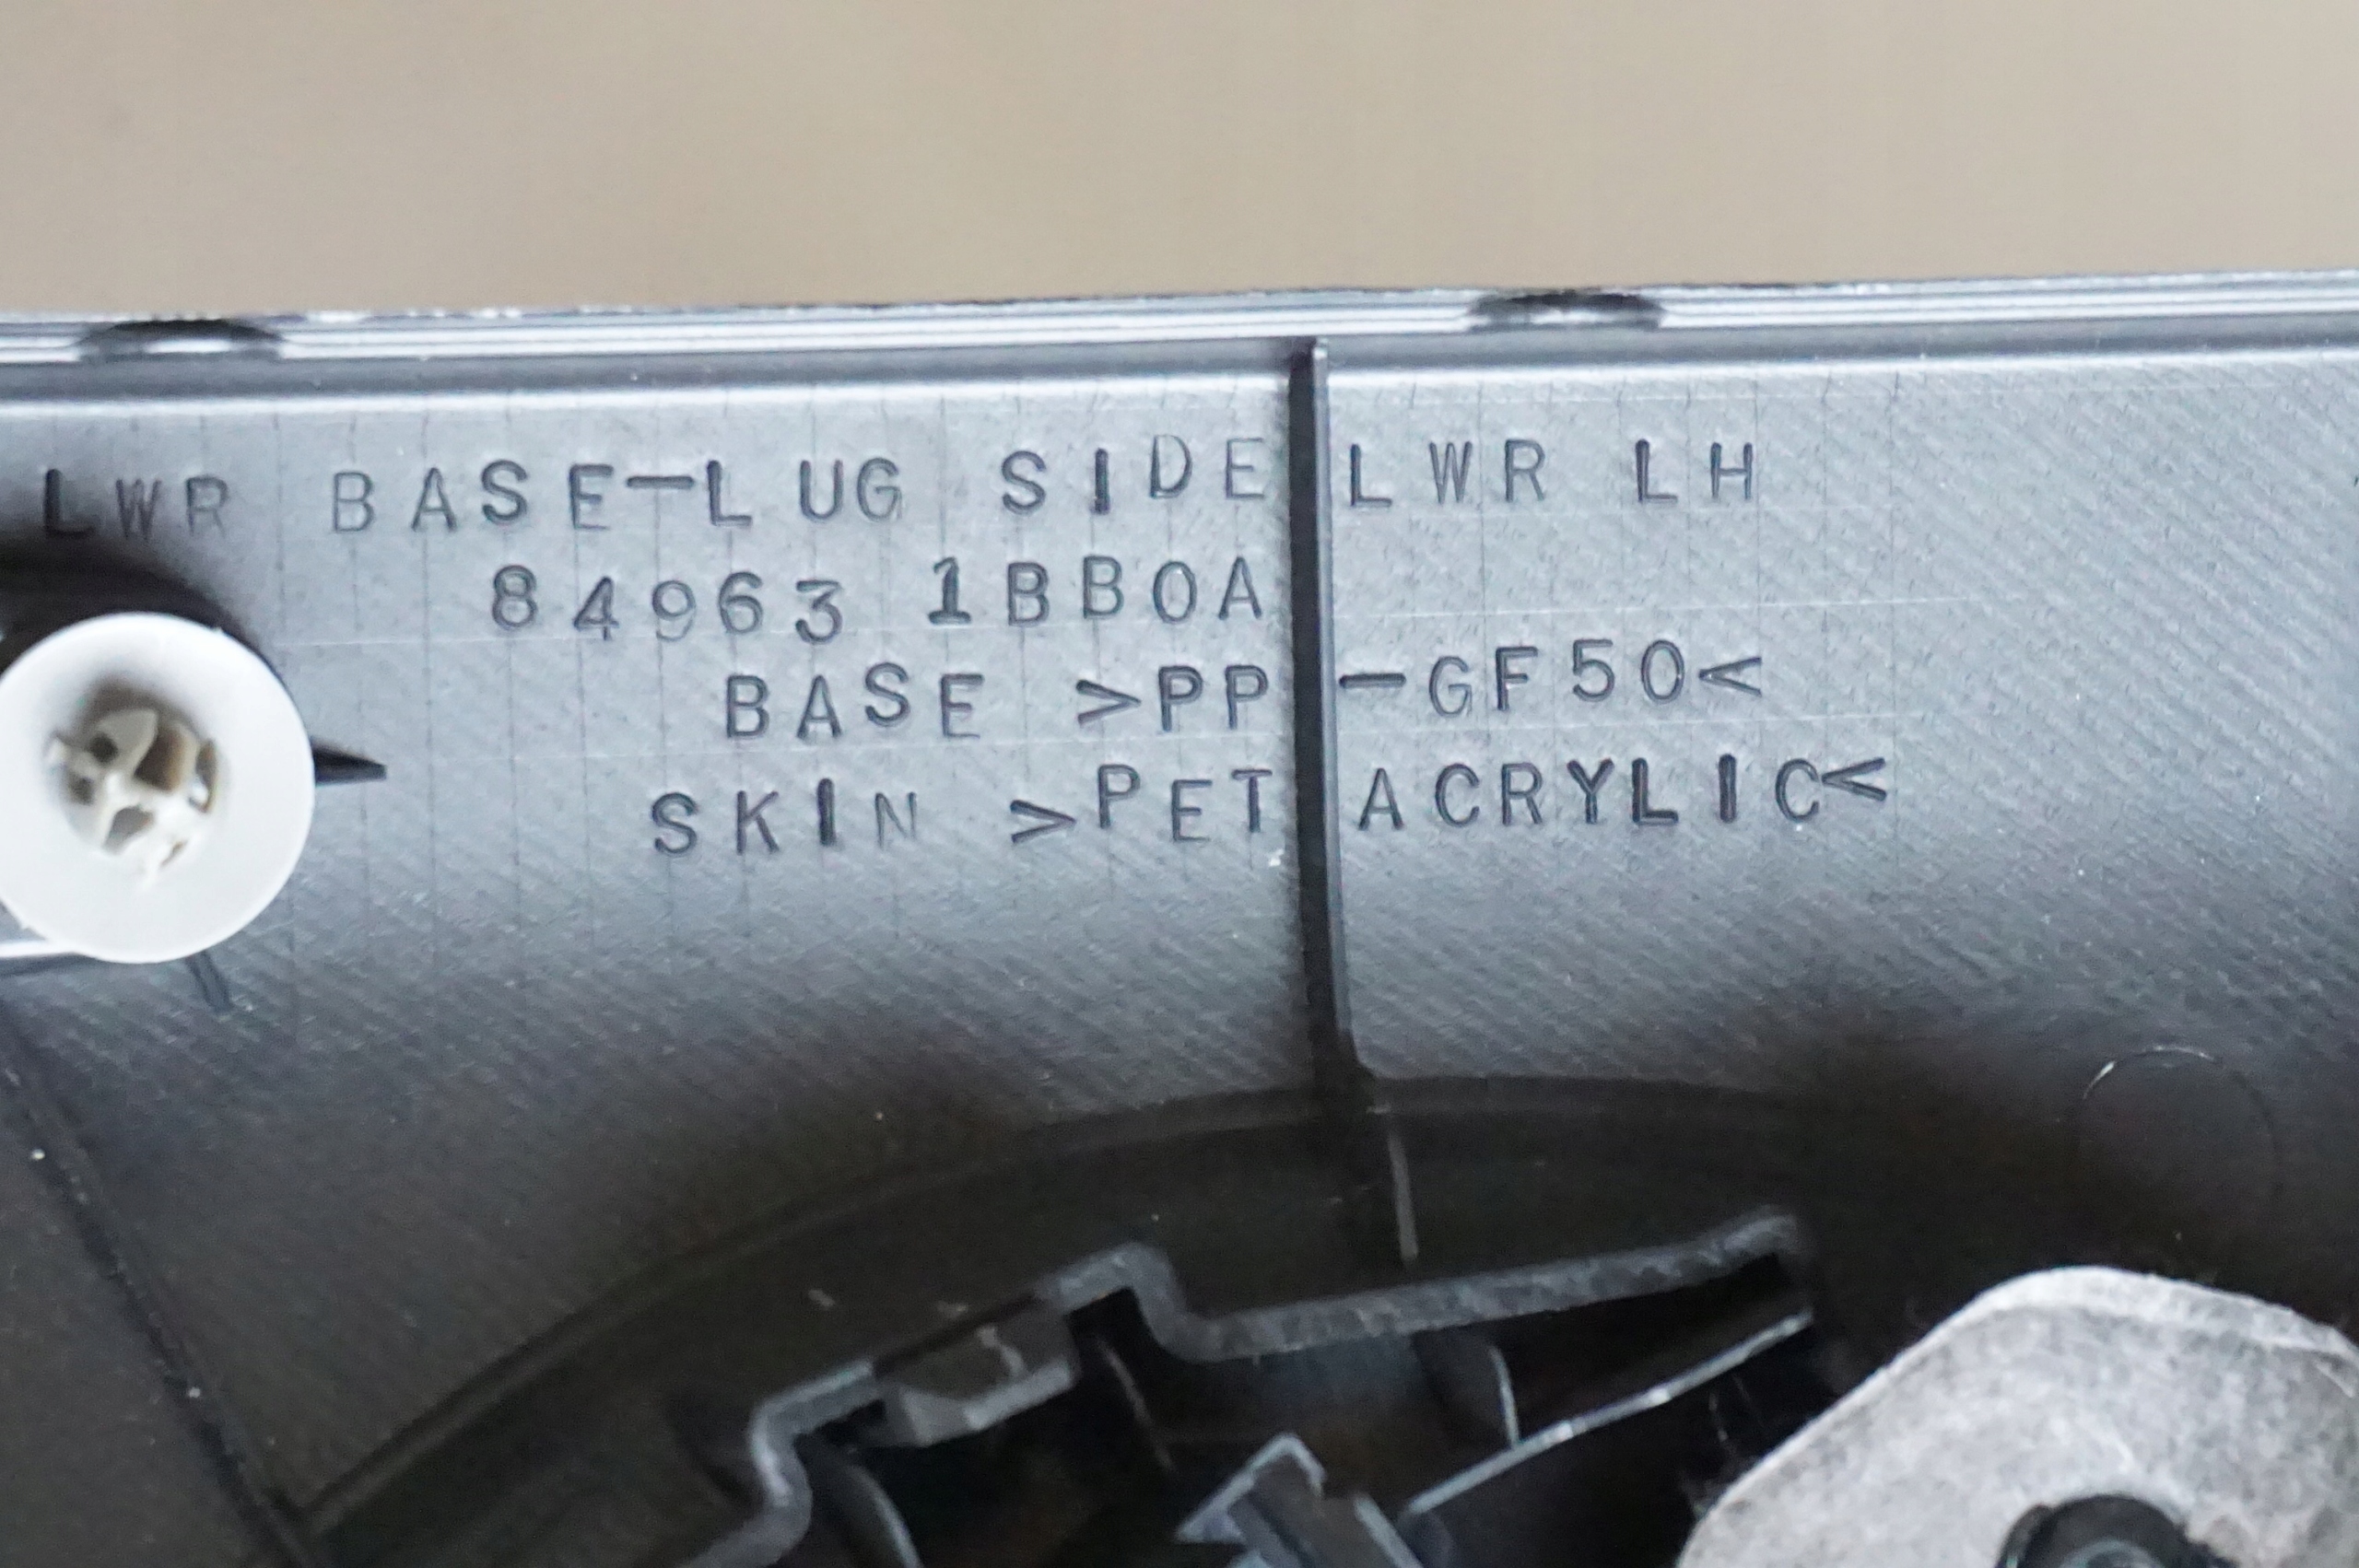 LWR BASE-LUG SIDE LWR LH
84963 1BB0A
BASE >PP-GF50<
SKIN >PET ACRYLIC<